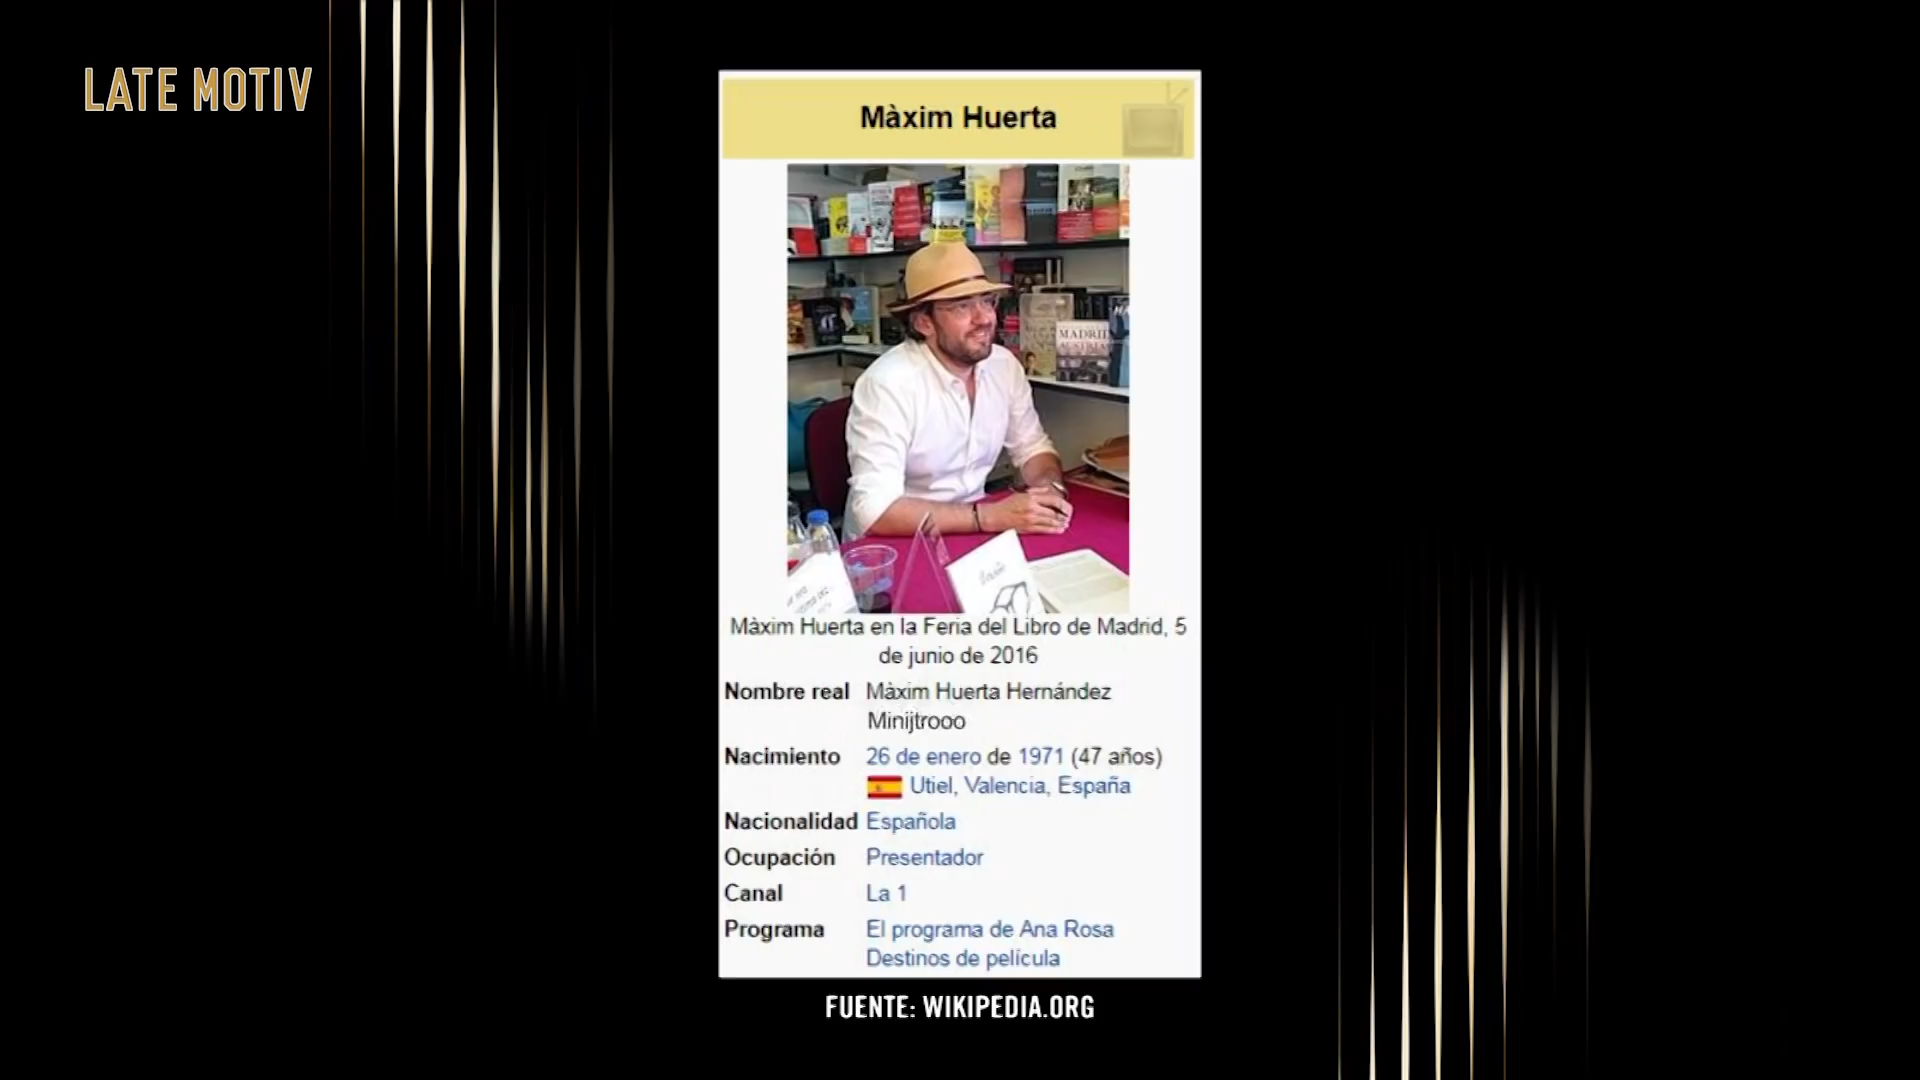 LATE MOTIV
Màxim Huerta
MADRID
Màxim Huerta en la Feria del Libro de Madrid, 5
de junio de 2016
Nombre real Màxim Huerta Hernández
Minijtrooo
Nacimiento 26 de enero de 1971 (47 años)
Utiel, Valencia, España
Nacionalidad Española
Ocupación Presentador
Canal La 1
Programa El programa de Ana Rosa
Destinos de película
FUENTE: WIKIPEDIA.ORG